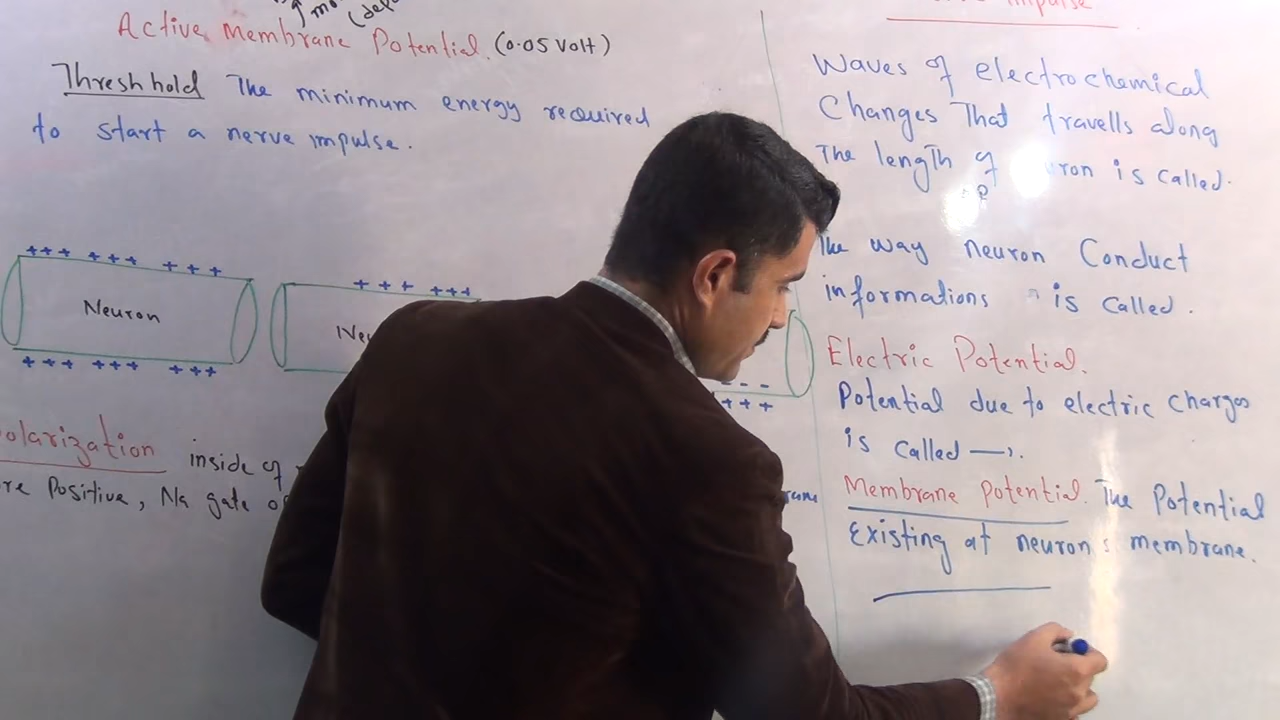 Active Membrane Potential. (0.05 Volt)
Threshhold The minimum energy required
to start a nerve impulse.
+++ +++ +++
Neuron
+++ +++ +++
+++ +++
inside of
Positive, Na gate
- - -
+++
impulse
Waves of electrochemical
Changes That travells along
The length of is called.
The way neuron Conduct
informations is called.
Electric Potential.
Potential due to electric charges
is called —.
Membrane potential. The Potential
Existing at neuron s membrane.